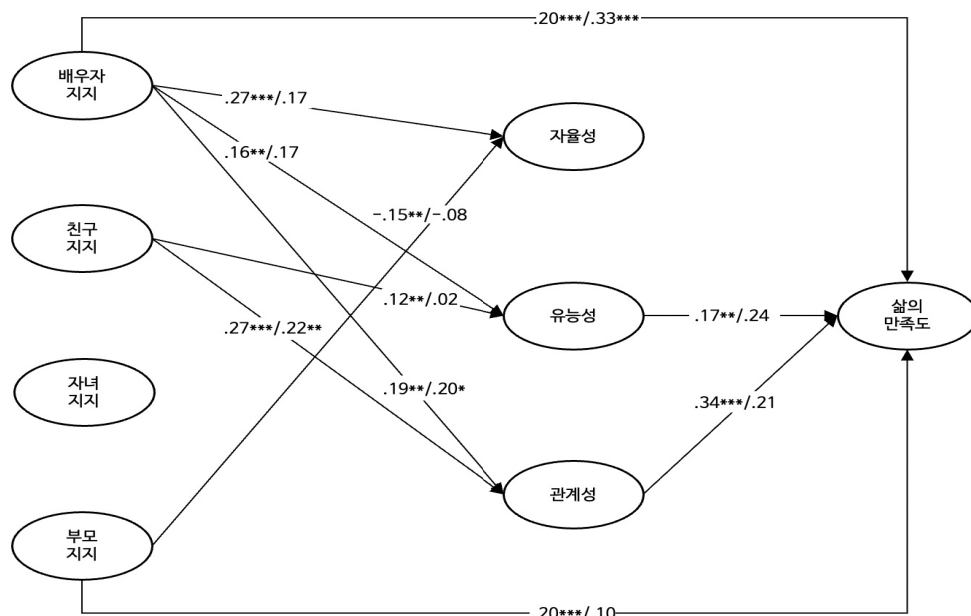 .20***/.33***
배우자
지지
.27***/.17
자율성
.16**/.17
-.15**/-.08
친구
지지
.12**/.02
유능성
.17**/.24
삶의
만족도
.27***/.22**
자녀
지지
.19**/.20*
.34***/.21
관계성
부모
지지
.20***/.10